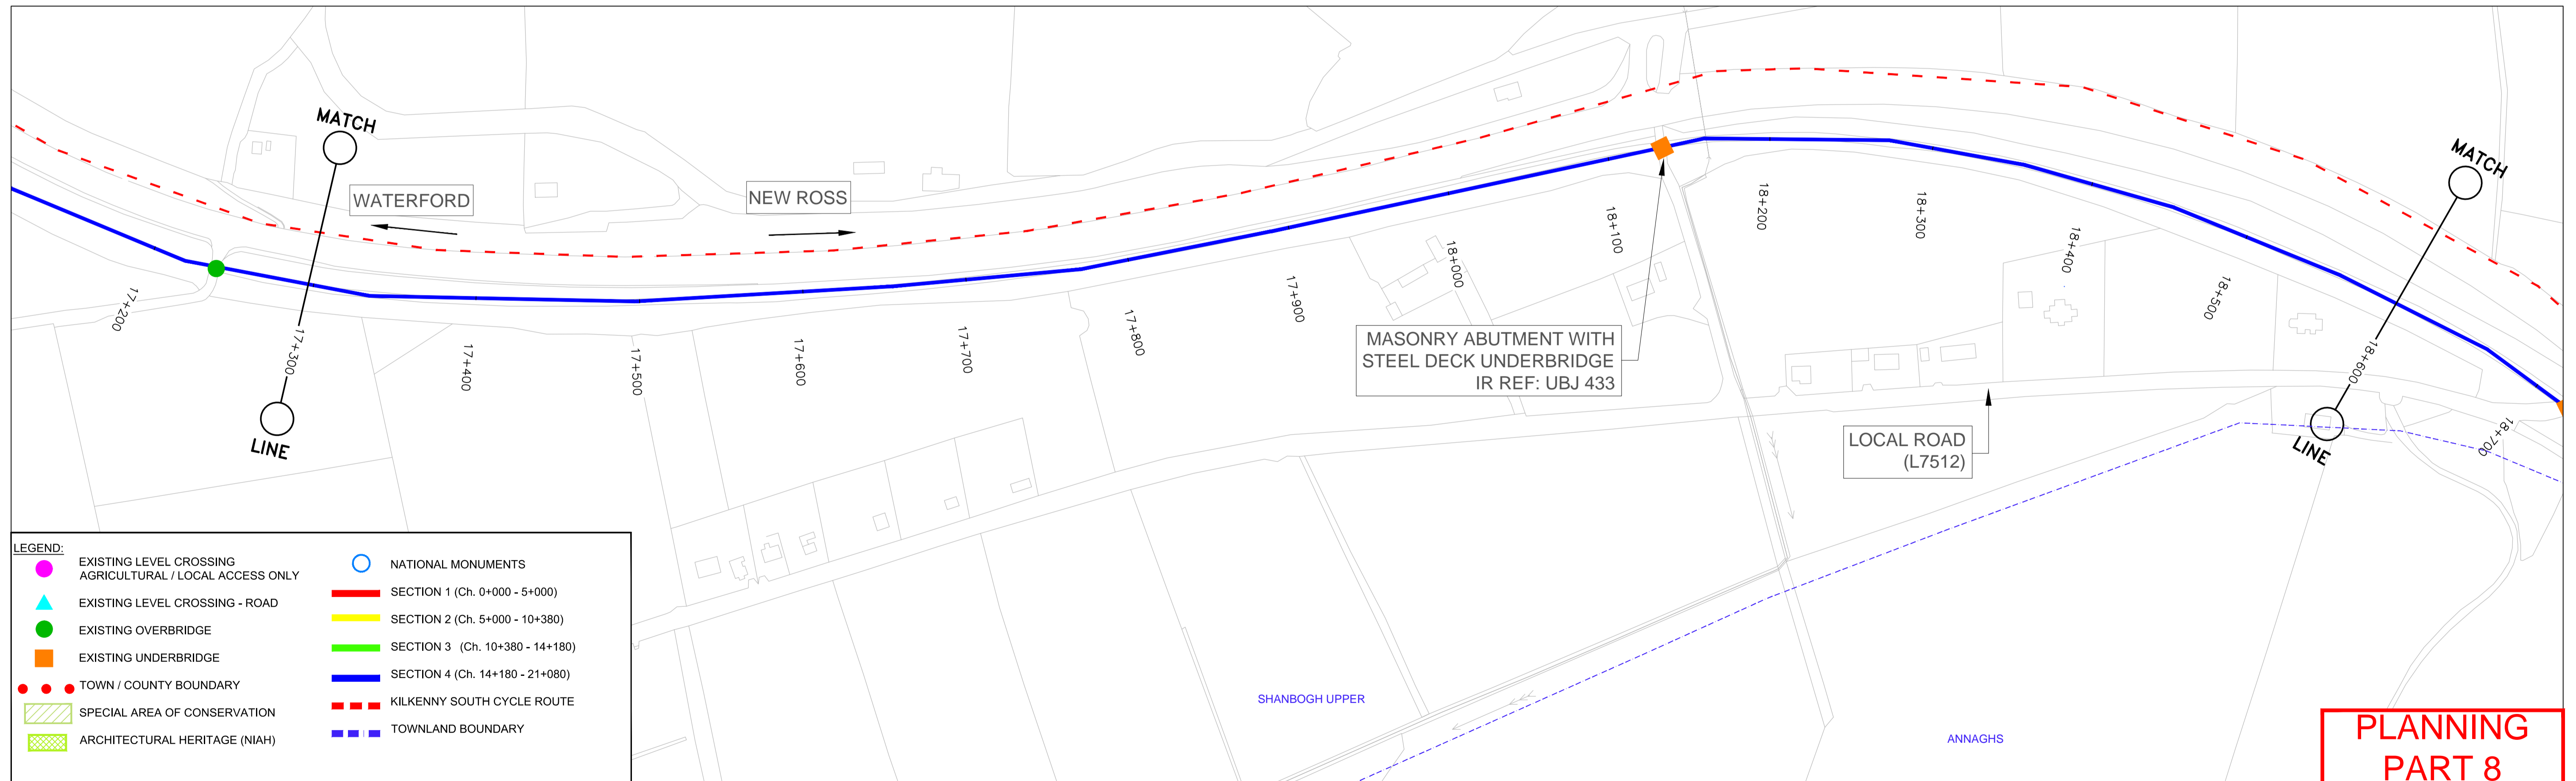 MATCH
MATCH
WATERFORD
NEW ROSS
17+200
17+300
17+400
17+500
17+600
17+700
17+800
17+900
18+000
18+100
18+200
18+300
18+400
18+500
18+600
18+700
MASONRY ABUTMENT WITH
STEEL DECK UNDERBRIDGE
IR REF: UBJ 433
LOCAL ROAD
(L7512)
LINE
LINE
LEGEND:
EXISTING LEVEL CROSSING
AGRICULTURAL / LOCAL ACCESS ONLY
EXISTING LEVEL CROSSING - ROAD
EXISTING OVERBRIDGE
EXISTING UNDERBRIDGE
TOWN / COUNTY BOUNDARY
SPECIAL AREA OF CONSERVATION
ARCHITECTURAL HERITAGE (NIAH)
NATIONAL MONUMENTS
SECTION 1 (Ch. 0+000 - 5+000)
SECTION 2 (Ch. 5+000 - 10+380)
SECTION 3 (Ch. 10+380 - 14+180)
SECTION 4 (Ch. 14+180 - 21+080)
KILKENNY SOUTH CYCLE ROUTE
TOWNLAND BOUNDARY
SHANBOGH UPPER
ANNAGHS
PLANNING
PART 8